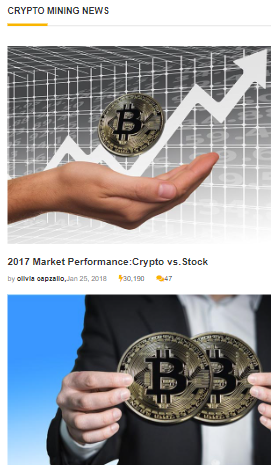 CRYPTO MINING NEWS
2017 Market Performance:Crypto vs.Stock
by olivia capzallo,Jan 25, 2018 30,190 47